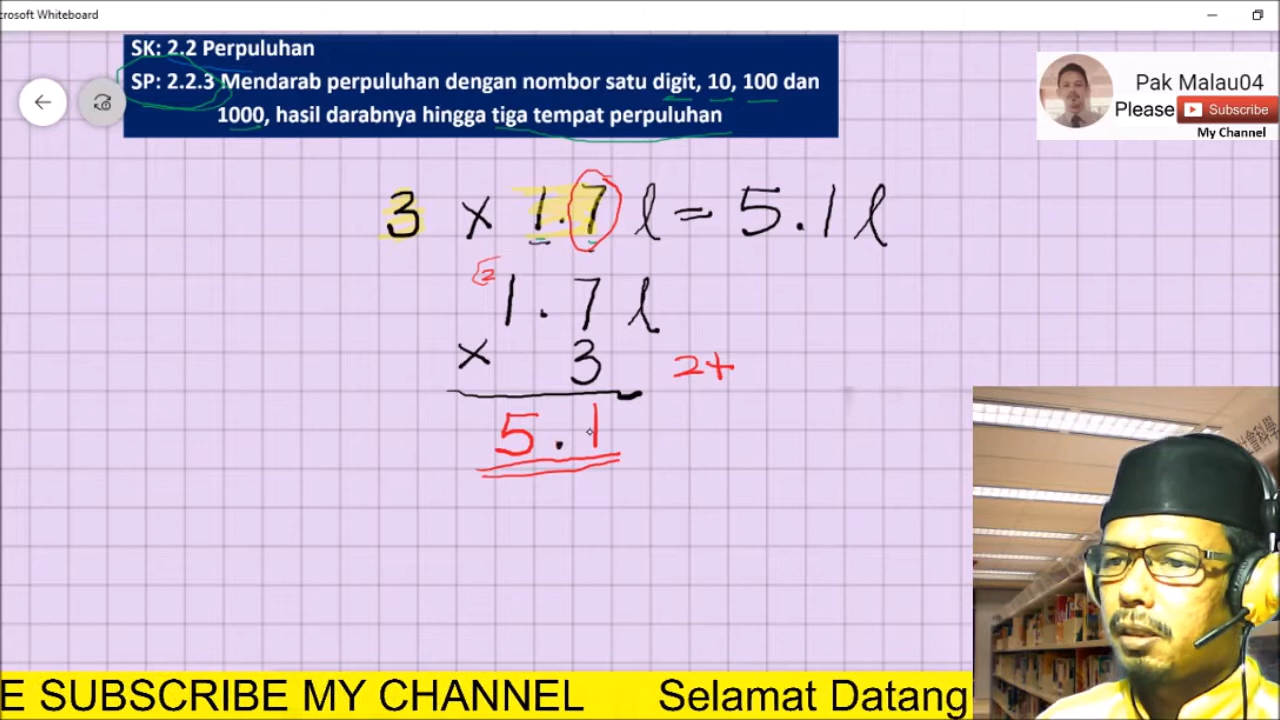 crosoft Whiteboard
SK: 2.2 Perpuluhan
SP: 2.2.3 Mendarab perpuluhan dengan nombor satu digit, 10, 100 dan
1000, hasil darabnya hingga tiga tempat perpuluhan
Pak Malau04
Please Subscribe
My Channel
3 x 1.7 l = 5.1 l
2
1.7 l
x 3 2+
5.1
E SUBSCRIBE MY CHANNEL Selamat Datang